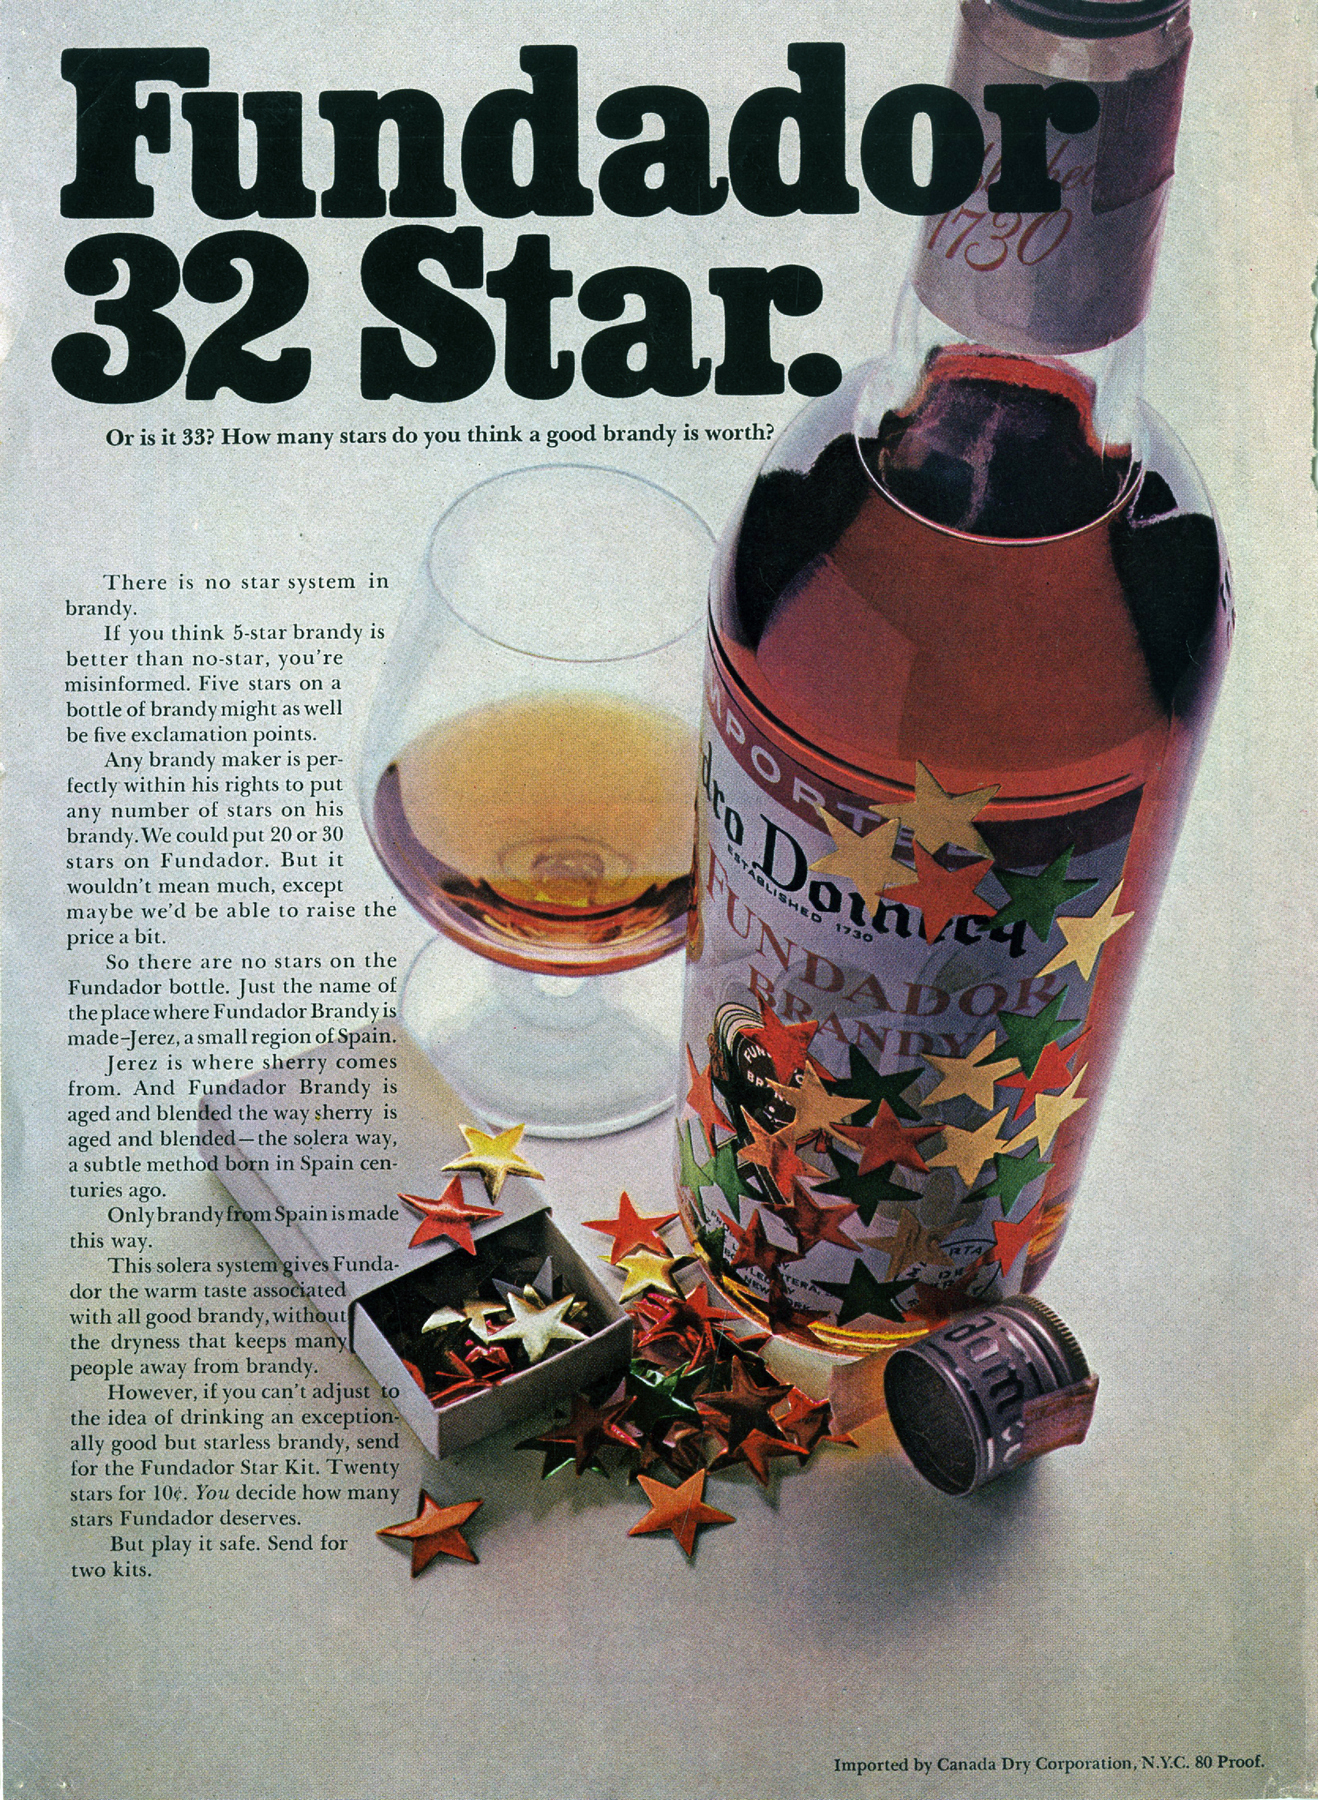 Fundador
32 Star.
Or is it 33? How many stars do you think a good brandy is worth?
There is no star system in
brandy.
If you think 5-star brandy is
better than no-star, you're
misinformed. Five stars on a
bottle of brandy might as well
be five exclamation points.
Any brandy maker is per-
fectly within his rights to put
any number of stars on his
brandy. We could put 20 or 30
stars on Fundador. But it
wouldn't mean much, except
maybe we'd be able to raise the
price a bit.
So there are no stars on the
Fundador bottle. Just the name of
the place where Fundador Brandy is
made–Jerez, a small region of Spain.
Jerez is where sherry comes
from. And Fundador Brandy is
aged and blended the way sherry is
aged and blended—the solera way,
a subtle method born in Spain cen-
turies ago.
Only brandy from Spain is made
this way.
This solera system gives Funda-
dor the warm taste associated
with all good brandy, without
the dryness that keeps many
people away from brandy.
However, if you can't adjust to
the idea of drinking an exception-
ally good but starless brandy, send
for the Fundador Star Kit. Twenty
stars for 10¢. You decide how many
stars Fundador deserves.
But play it safe. Send for
two kits.
1730
Domecq
ESTABLISHED 1730
FUNDADOR
BRANDY
Imported by Canada Dry Corporation, N.Y.C. 80 Proof.